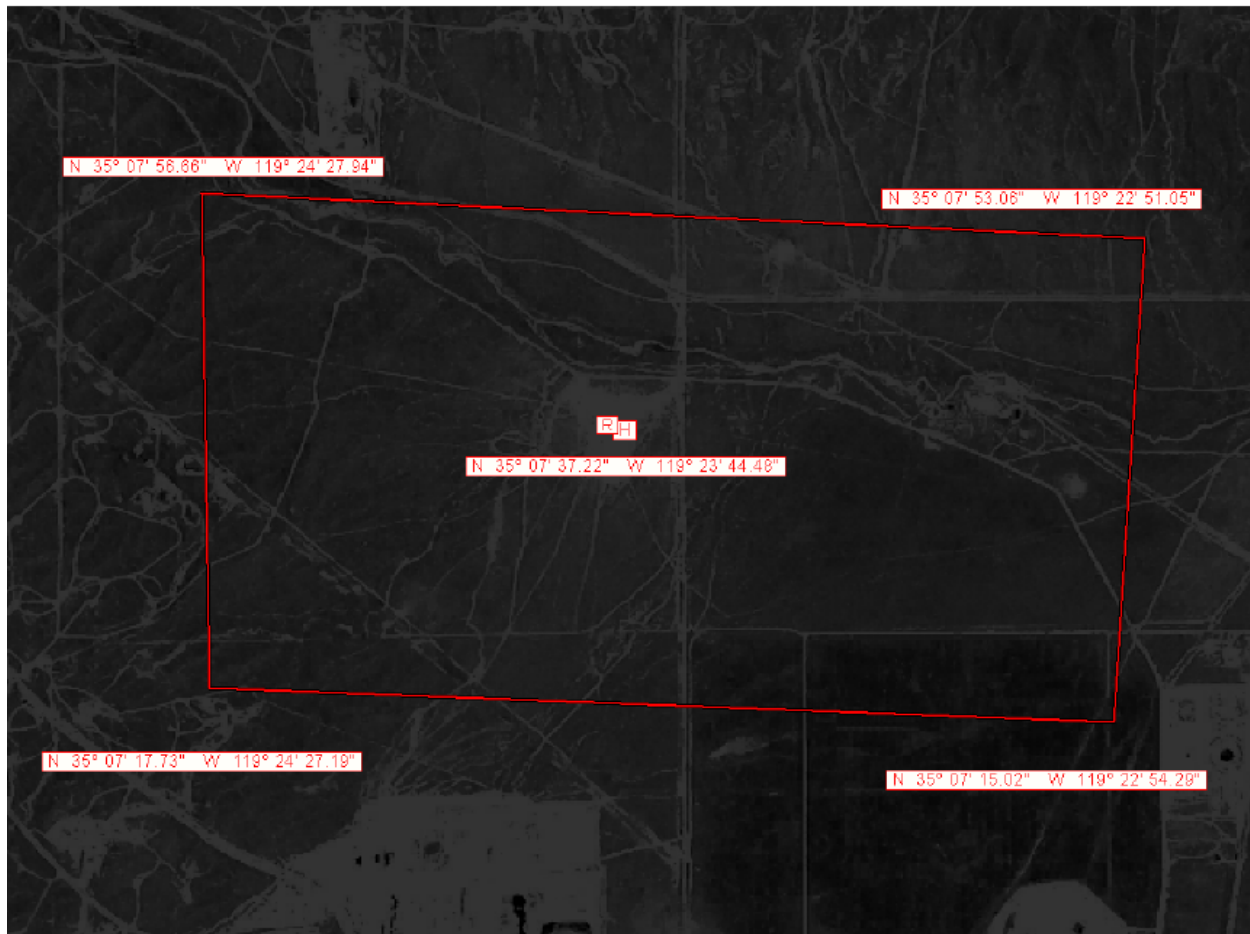 N 35° 07' 56.66" W 119° 24' 27.94"
N 35° 07' 53.06" W 119° 22' 51.05"
R H
N 35° 07' 37.22" W 119° 23' 44.48"
N 35° 07' 17.73" W 119° 24' 27.19"
N 35° 07' 15.02" W 119° 22' 54.29"